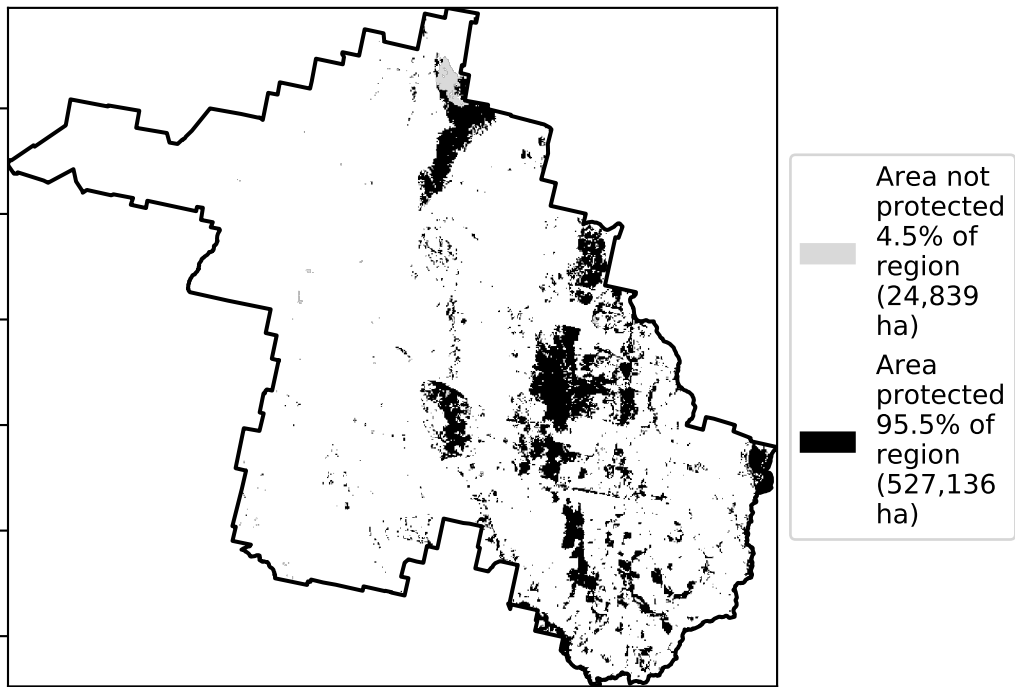 Area not
protected
4.5% of
region
(24,839
ha)
Area
protected
95.5% of
region
(527,136
ha)